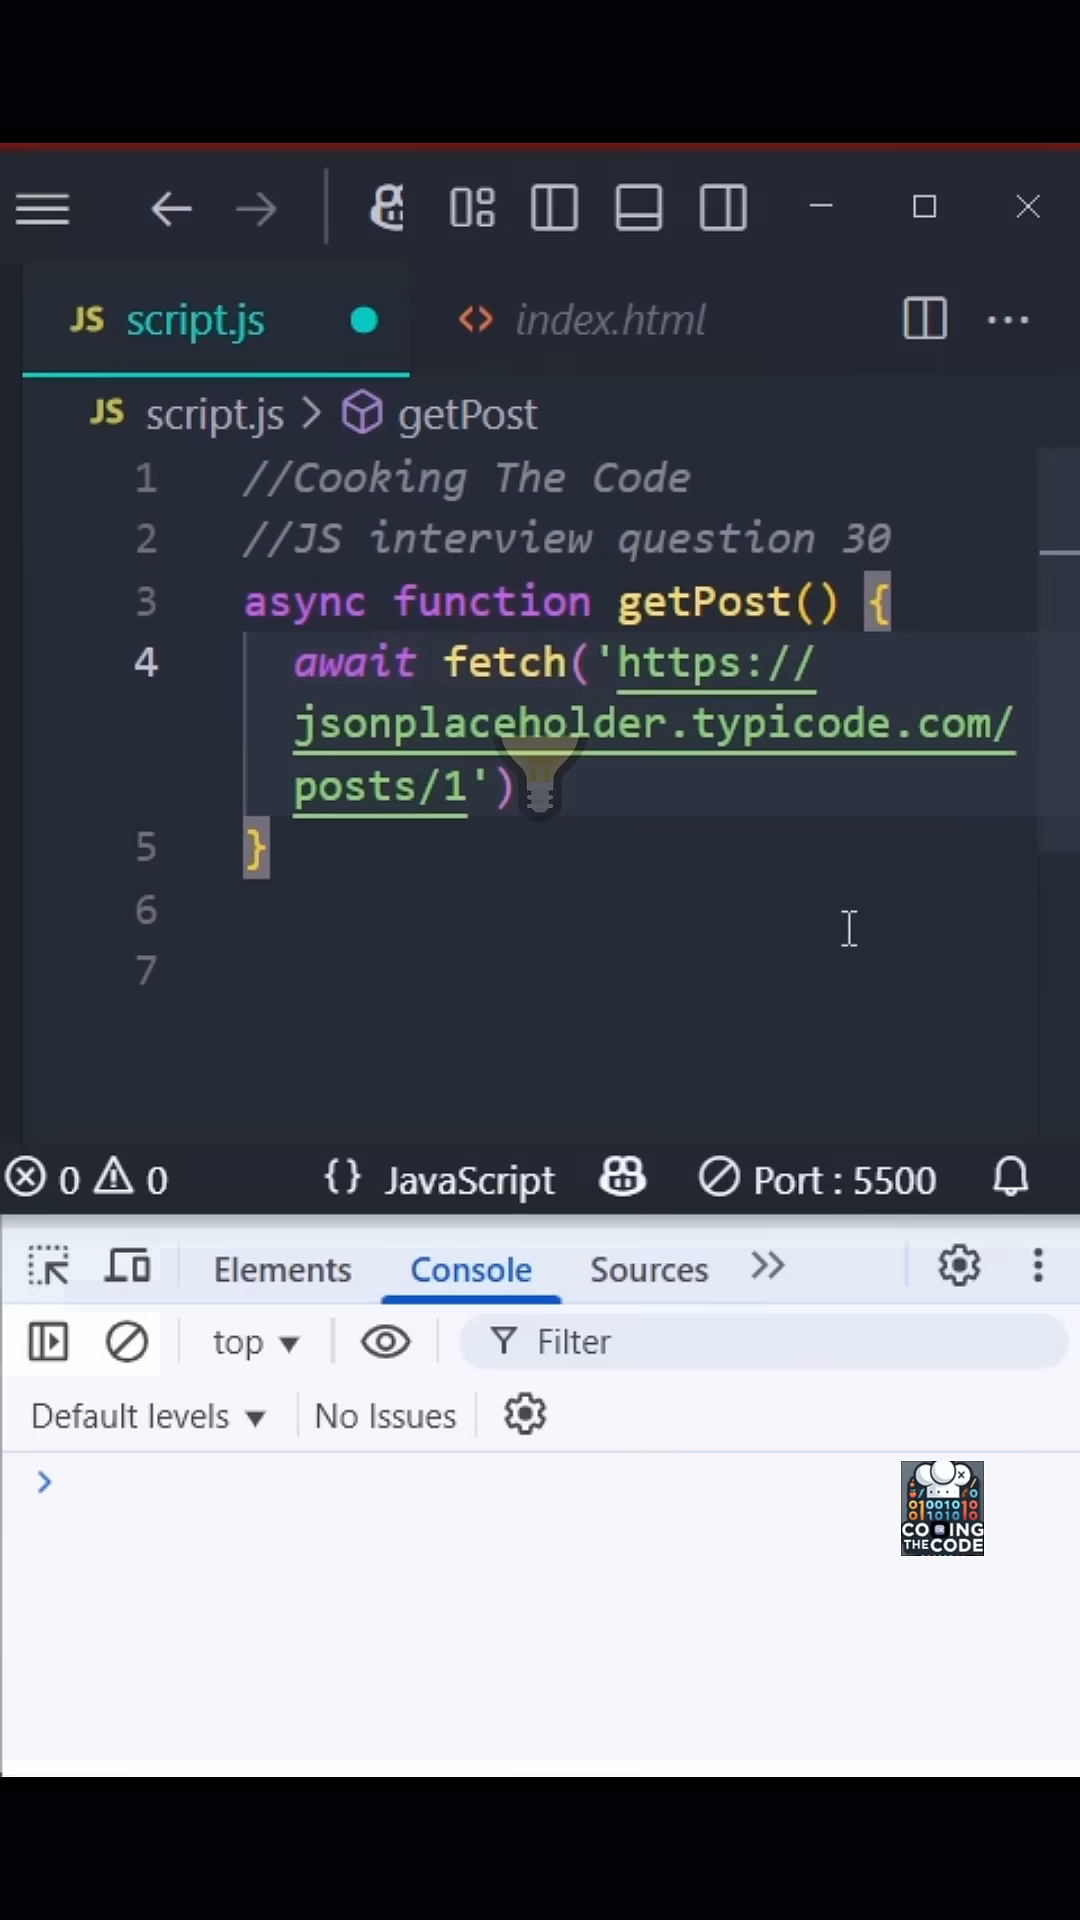 JS script.js index.html
JS script.js > getPost
1 //Cooking The Code
2 //JS interview question 30
3 async function getPost() {
4 await fetch('https://
jsonplaceholder.typicode.com/
posts/1')
5 }
6
7
0 0 {} JavaScript Port : 5500
Elements Console Sources
top Filter
Default levels No Issues
01001010
101010
CO ING
THE CODE